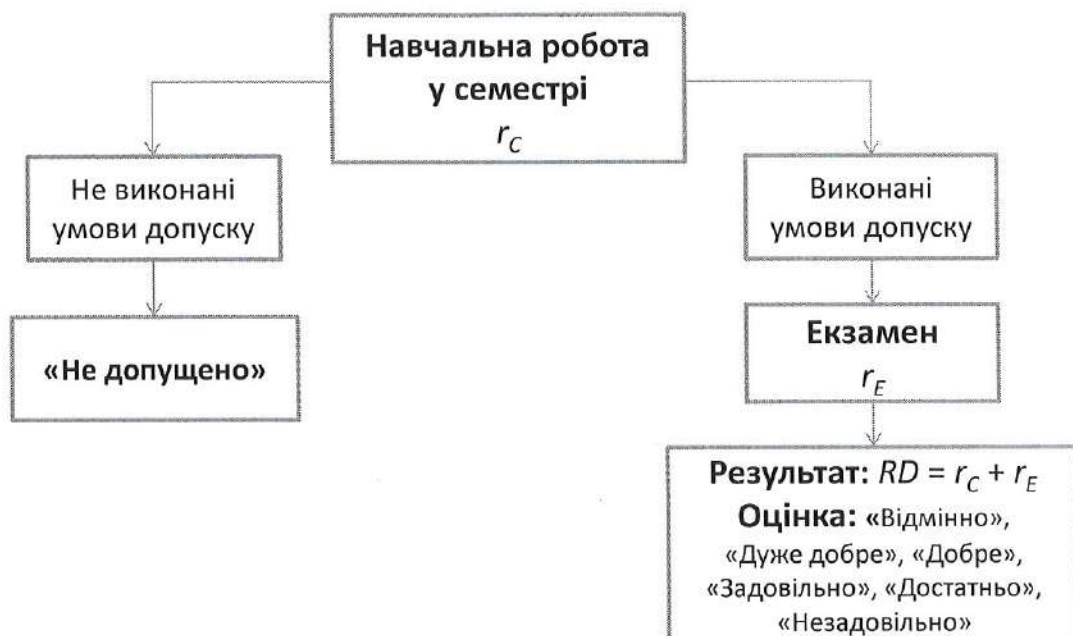 Навчальна робота
у семестрі
r_C
Не виконані
умови допуску
Виконані
умови допуску
«Не допущено»
Екзамен
r_E
Результат: RD = r_C + r_E
Оцінка: «Відмінно»,
«Дуже добре», «Добре»,
«Задовільно», «Достатньо»,
«Незадовільно»